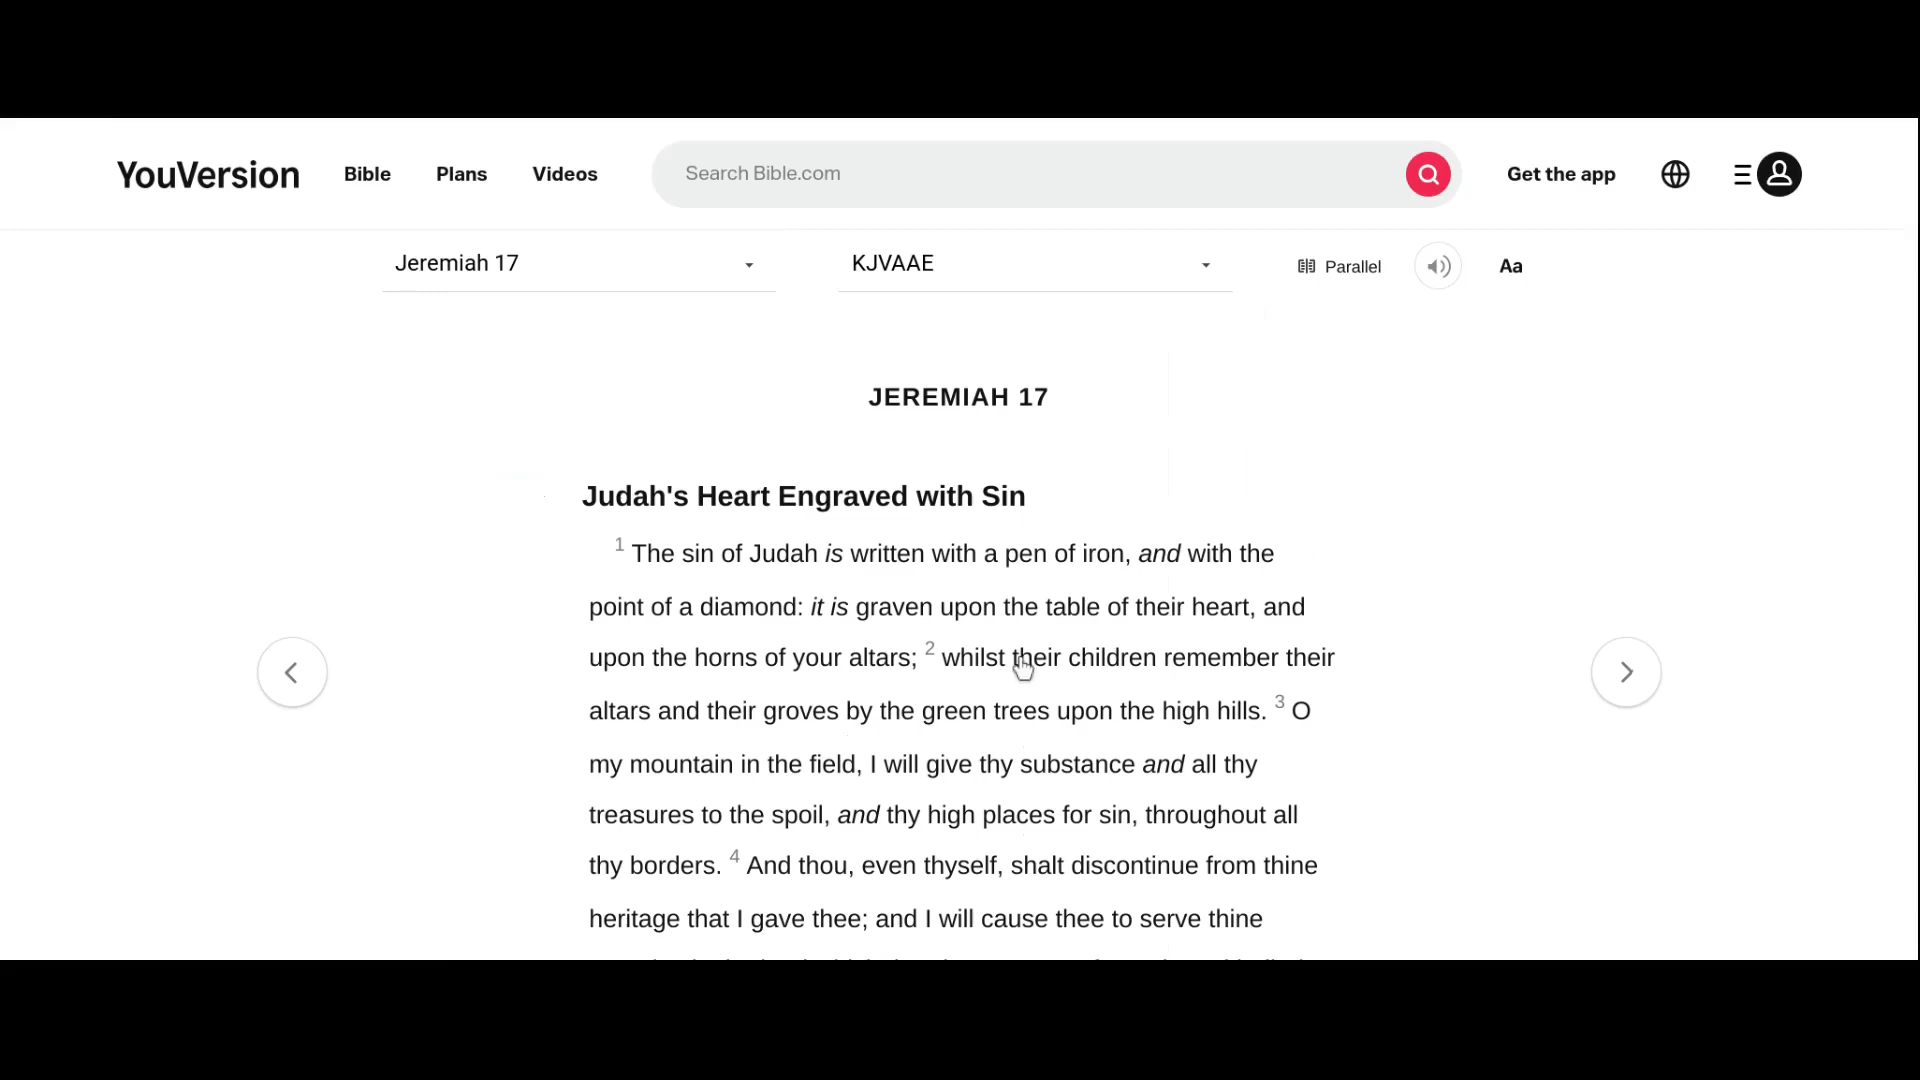 YouVersion Bible Plans Videos Search Bible.com Get the app
Jeremiah 17 KJVAAE Parallel Aa
JEREMIAH 17
Judah's Heart Engraved with Sin
1 The sin of Judah is written with a pen of iron, and with the
point of a diamond: it is graven upon the table of their heart, and
upon the horns of your altars; 2 whilst their children remember their
altars and their groves by the green trees upon the high hills. 3 O
my mountain in the field, I will give thy substance and all thy
treasures to the spoil, and thy high places for sin, throughout all
thy borders. 4 And thou, even thyself, shalt discontinue from thine
heritage that I gave thee; and I will cause thee to serve thine